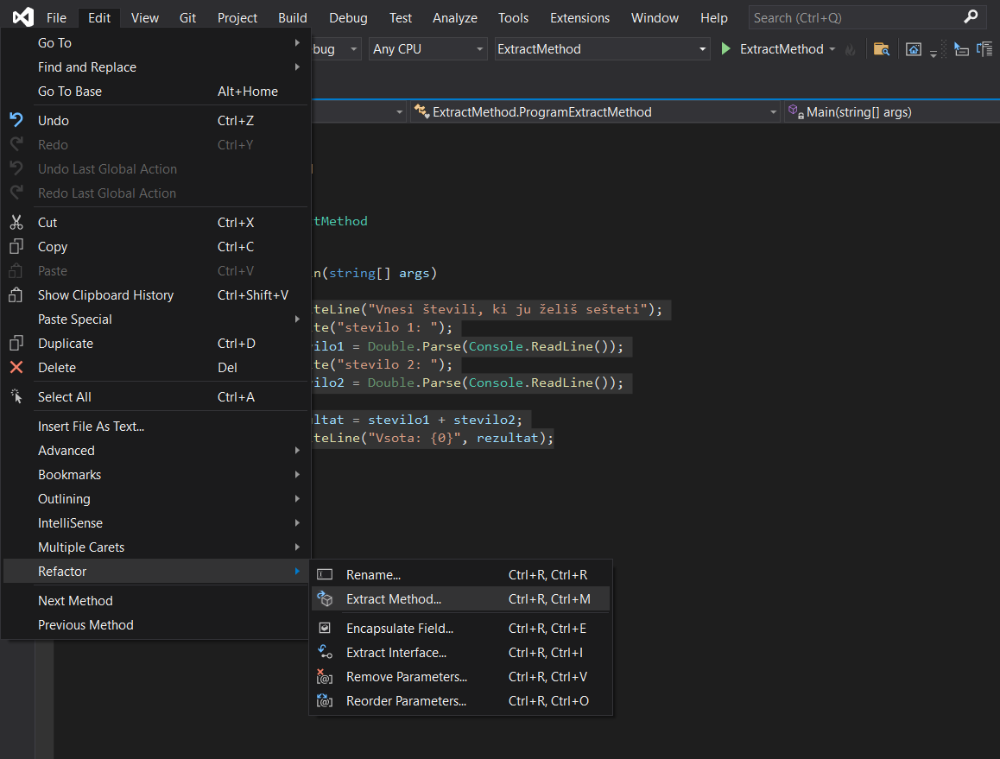 File Edit View Git Project Build Debug Test Analyze Tools Extensions Window Help Search (Ctrl+Q)
bug Any CPU ExtractMethod ExtractMethod
ExtractMethod.ProgramExtractMethod Main(string[] args)
Go To
Find and Replace
Go To Base Alt+Home
Undo Ctrl+Z
Redo Ctrl+Y
Undo Last Global Action
Redo Last Global Action
Cut Ctrl+X
Copy Ctrl+C
Paste Ctrl+V
Show Clipboard History Ctrl+Shift+V
Paste Special
Duplicate Ctrl+D
Delete Del
Select All Ctrl+A
Insert File As Text...
Advanced
Bookmarks
Outlining
IntelliSense
Multiple Carets
Refactor
Next Method
Previous Method
ctMethod
n(string[] args)
teLine("Vnesi števili, ki ju želiš sešteti");
te("stevilo 1: ");
vilo1 = Double.Parse(Console.ReadLine());
te("stevilo 2: ");
vilo2 = Double.Parse(Console.ReadLine());
ltat = stevilo1 + stevilo2;
teLine("Vsota: {0}", rezultat);
Rename... Ctrl+R, Ctrl+R
Extract Method... Ctrl+R, Ctrl+M
Encapsulate Field... Ctrl+R, Ctrl+E
Extract Interface... Ctrl+R, Ctrl+I
Remove Parameters... Ctrl+R, Ctrl+V
Reorder Parameters... Ctrl+R, Ctrl+O